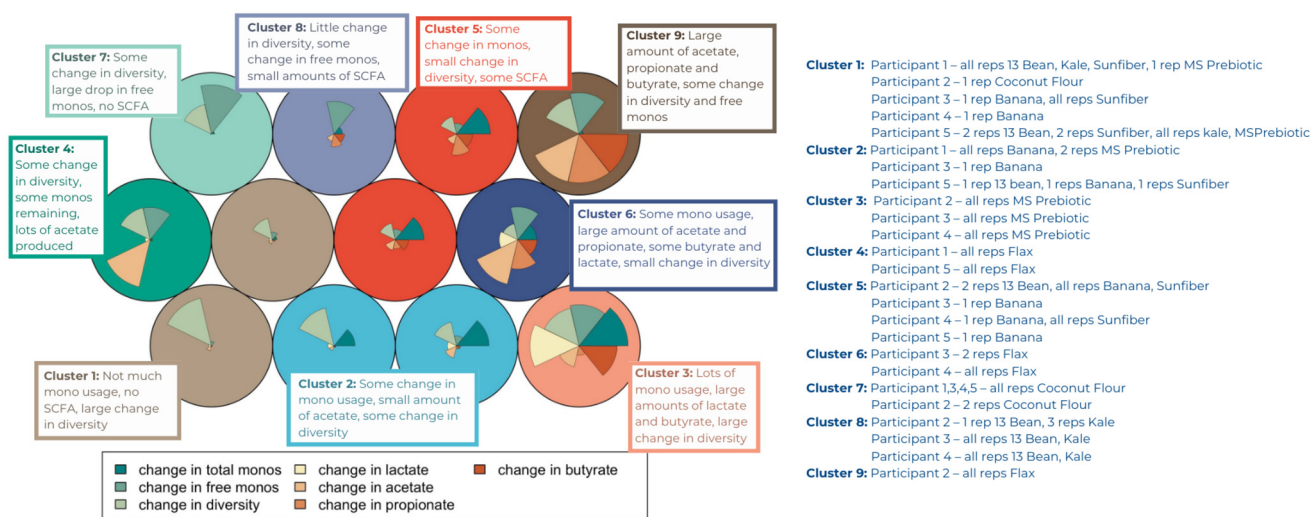 Cluster 7: Some
change in diversity,
large drop in free
monos, no SCFA
Cluster 8: Little change
in diversity, some
change in free monos,
small amounts of SCFA
Cluster 5: Some
change in monos,
small change in
diversity, some SCFA
Cluster 9: Large
amount of acetate,
propionate and
butyrate, some change
in diversity and free
monos
Cluster 4:
Some change
in diversity,
some monos
remaining,
lots of acetate
produced
Cluster 6: Some mono usage,
large amount of acetate and
propionate, some butyrate and
lactate, small change in diversity
Cluster 1: Not much
mono usage, no
SCFA, large change
in diversity
Cluster 2: Some change in
mono usage, small amount
of acetate, some change in
diversity
Cluster 3: Lots of
mono usage, large
amounts of lactate
and butyrate, large
change in diversity
change in total monos
change in free monos
change in diversity
change in lactate
change in acetate
change in propionate
change in butyrate
Cluster 1: Participant 1 – all reps 13 Bean, Kale, Sunfiber, 1 rep MS Prebiotic
Participant 2 – 1 rep Coconut Flour
Participant 3 – 1 rep Banana, all reps Sunfiber
Participant 4 – 1 rep Banana
Participant 5 – 2 reps 13 Bean, 2 reps Sunfiber, all reps kale, MSPrebiotic
Cluster 2: Participant 1 – all reps Banana, 2 reps MS Prebiotic
Participant 3 – 1 rep Banana
Participant 5 – 1 rep 13 bean, 1 reps Banana, 1 reps Sunfiber
Cluster 3: Participant 2 – all reps MS Prebiotic
Participant 3 – all reps MS Prebiotic
Participant 4 – all reps MS Prebiotic
Cluster 4: Participant 1 – all reps Flax
Participant 5 – all reps Flax
Cluster 5: Participant 2 – 2 reps 13 Bean, all reps Banana, Sunfiber
Participant 3 – 1 rep Banana
Participant 4 – 1 rep Banana, all reps Sunfiber
Participant 5 – 1 rep Banana
Cluster 6: Participant 3 – 2 reps Flax
Participant 4 – all reps Flax
Cluster 7: Participant 1,3,4,5 – all reps Coconut Flour
Participant 2 – 2 reps Coconut Flour
Cluster 8: Participant 2 – 1 rep 13 Bean, 3 reps Kale
Participant 3 – all reps 13 Bean, Kale
Participant 4 – all reps 13 Bean, Kale
Cluster 9: Participant 2 – all reps Flax